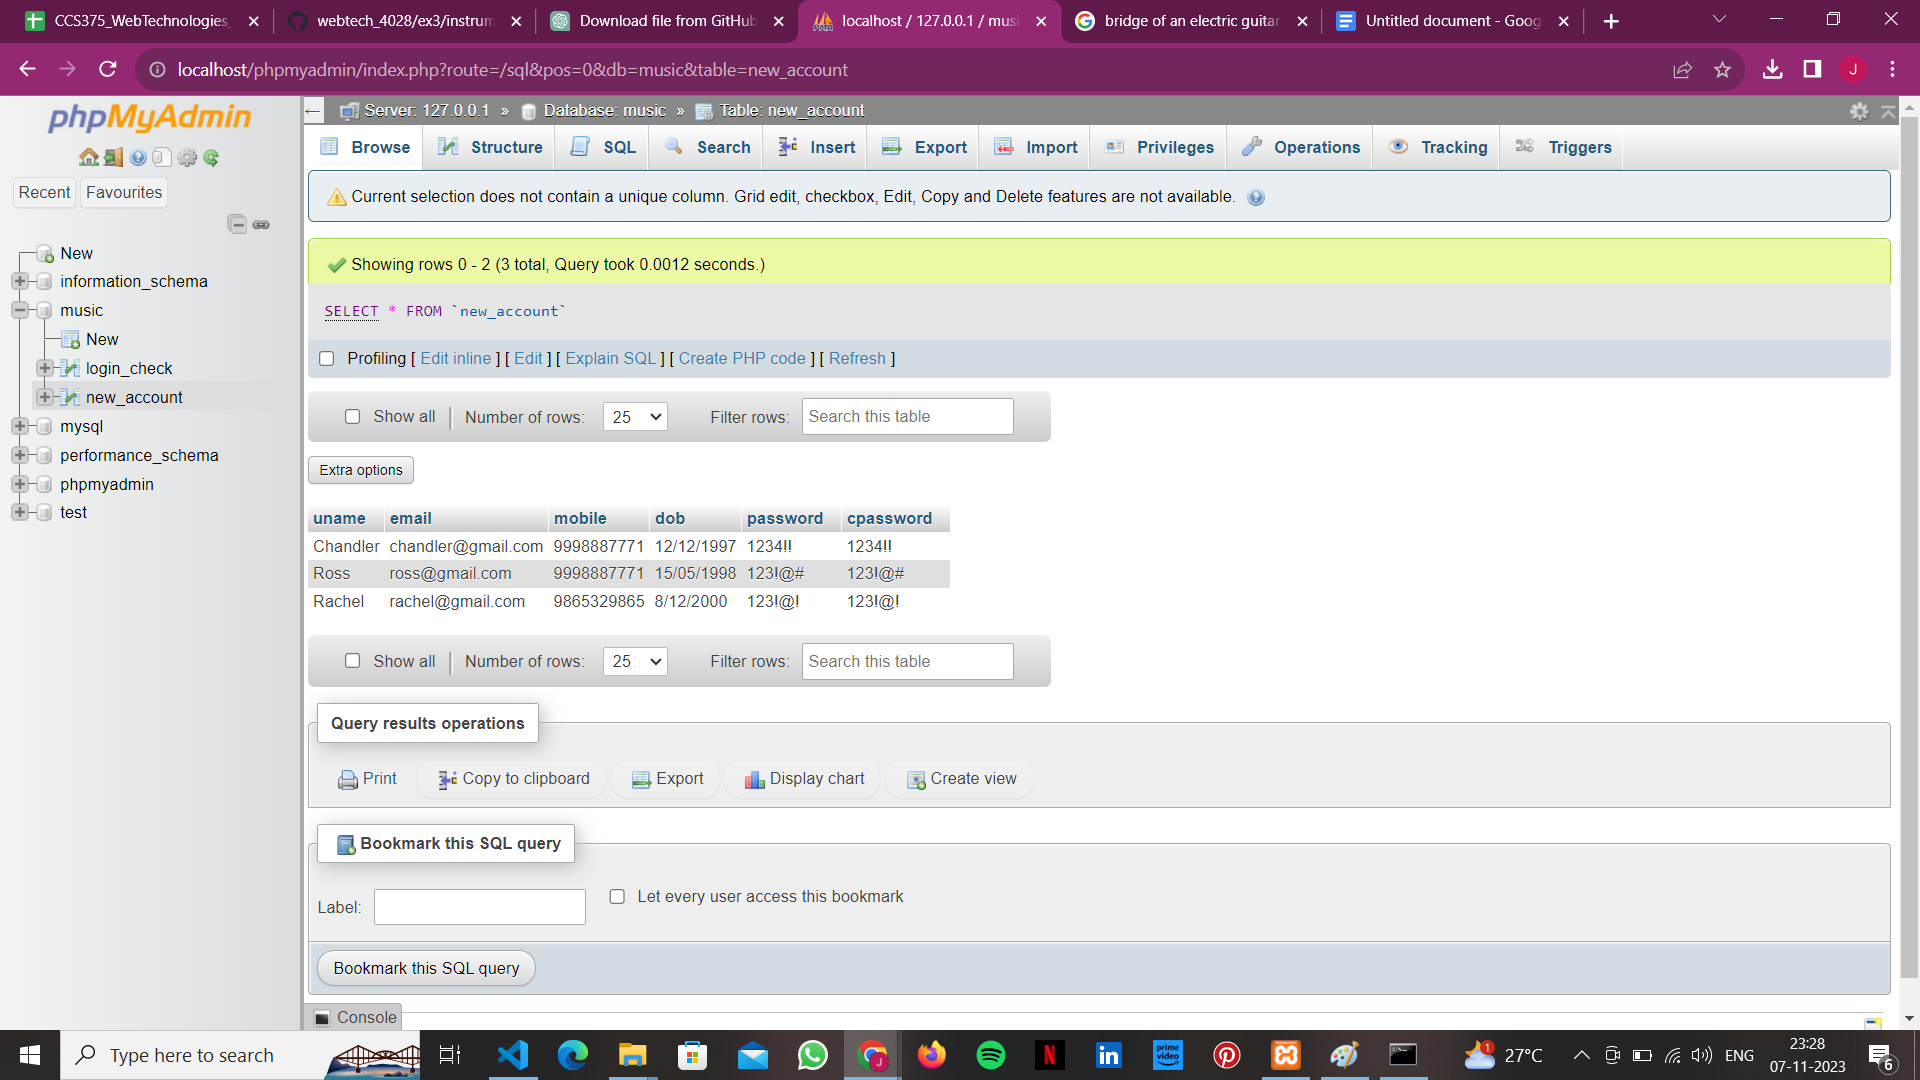 CCS375_WebTechnologies_
webtech_4028/ex3/instrum
Download file from GitHub
localhost / 127.0.0.1 / musi
bridge of an electric guitar
Untitled document - Goog
localhost/phpmyadmin/index.php?route=/sql&pos=0&db=music&table=new_account
J
phpMyAdmin
Recent
Favourites
New
information_schema
music
New
login_check
new_account
mysql
performance_schema
phpmyadmin
test
Server: 127.0.0.1 » Database: music » Table: new_account
Browse Structure SQL Search Insert Export Import Privileges Operations Tracking Triggers
Current selection does not contain a unique column. Grid edit, checkbox, Edit, Copy and Delete features are not available.
Showing rows 0 - 2 (3 total, Query took 0.0012 seconds.)
SELECT * FROM `new_account`
Profiling [ Edit inline ] [ Edit ] [ Explain SQL ] [ Create PHP code ] [ Refresh ]
Show all Number of rows: 25 Filter rows: Search this table
Extra options
uname email mobile dob password cpassword
Chandler chandler@gmail.com 9998887771 12/12/1997 1234!! 1234!!
Ross ross@gmail.com 9998887771 15/05/1998 123!@# 123!@#
Rachel rachel@gmail.com 9865329865 8/12/2000 123!@! 123!@!
Show all Number of rows: 25 Filter rows: Search this table
Query results operations
Print Copy to clipboard Export Display chart Create view
Bookmark this SQL query
Label: Let every user access this bookmark
Bookmark this SQL query
Console
Type here to search
J
N
in
prime video
1
27°C
ENG
23:28
07-11-2023
6